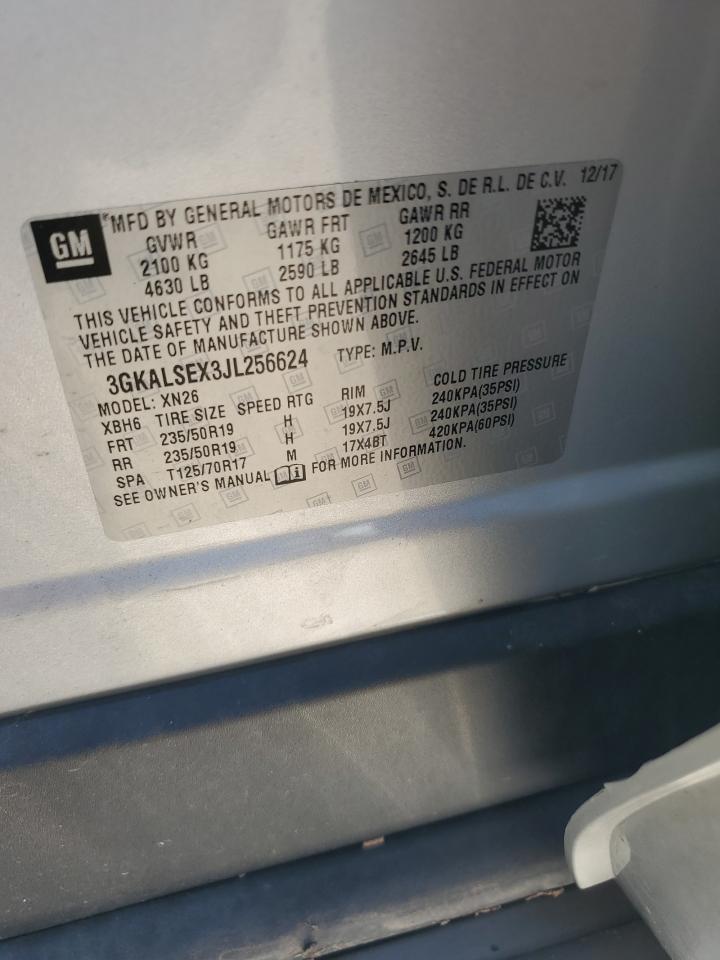 GM
MFD BY GENERAL MOTORS DE MEXICO, S. DE R.L. DE C.V. 12/17
GVWR GAWR FRT GAWR RR
2100 KG 1175 KG 1200 KG
4630 LB 2590 LB 2645 LB
THIS VEHICLE CONFORMS TO ALL APPLICABLE U.S. FEDERAL MOTOR
VEHICLE SAFETY AND THEFT PREVENTION STANDARDS IN EFFECT ON
THE DATE OF MANUFACTURE SHOWN ABOVE.
3GKALSEX3JL256624 TYPE: M.P.V.
MODEL: XN26
XBH6 TIRE SIZE SPEED RTG RIM COLD TIRE PRESSURE
FRT 235/50R19 H 19X7.5J 240KPA(35PSI)
RR 235/50R19 H 19X7.5J 240KPA(35PSI)
SPA T125/70R17 M 17X4BT 420KPA(60PSI)
SEE OWNER'S MANUAL FOR MORE INFORMATION.